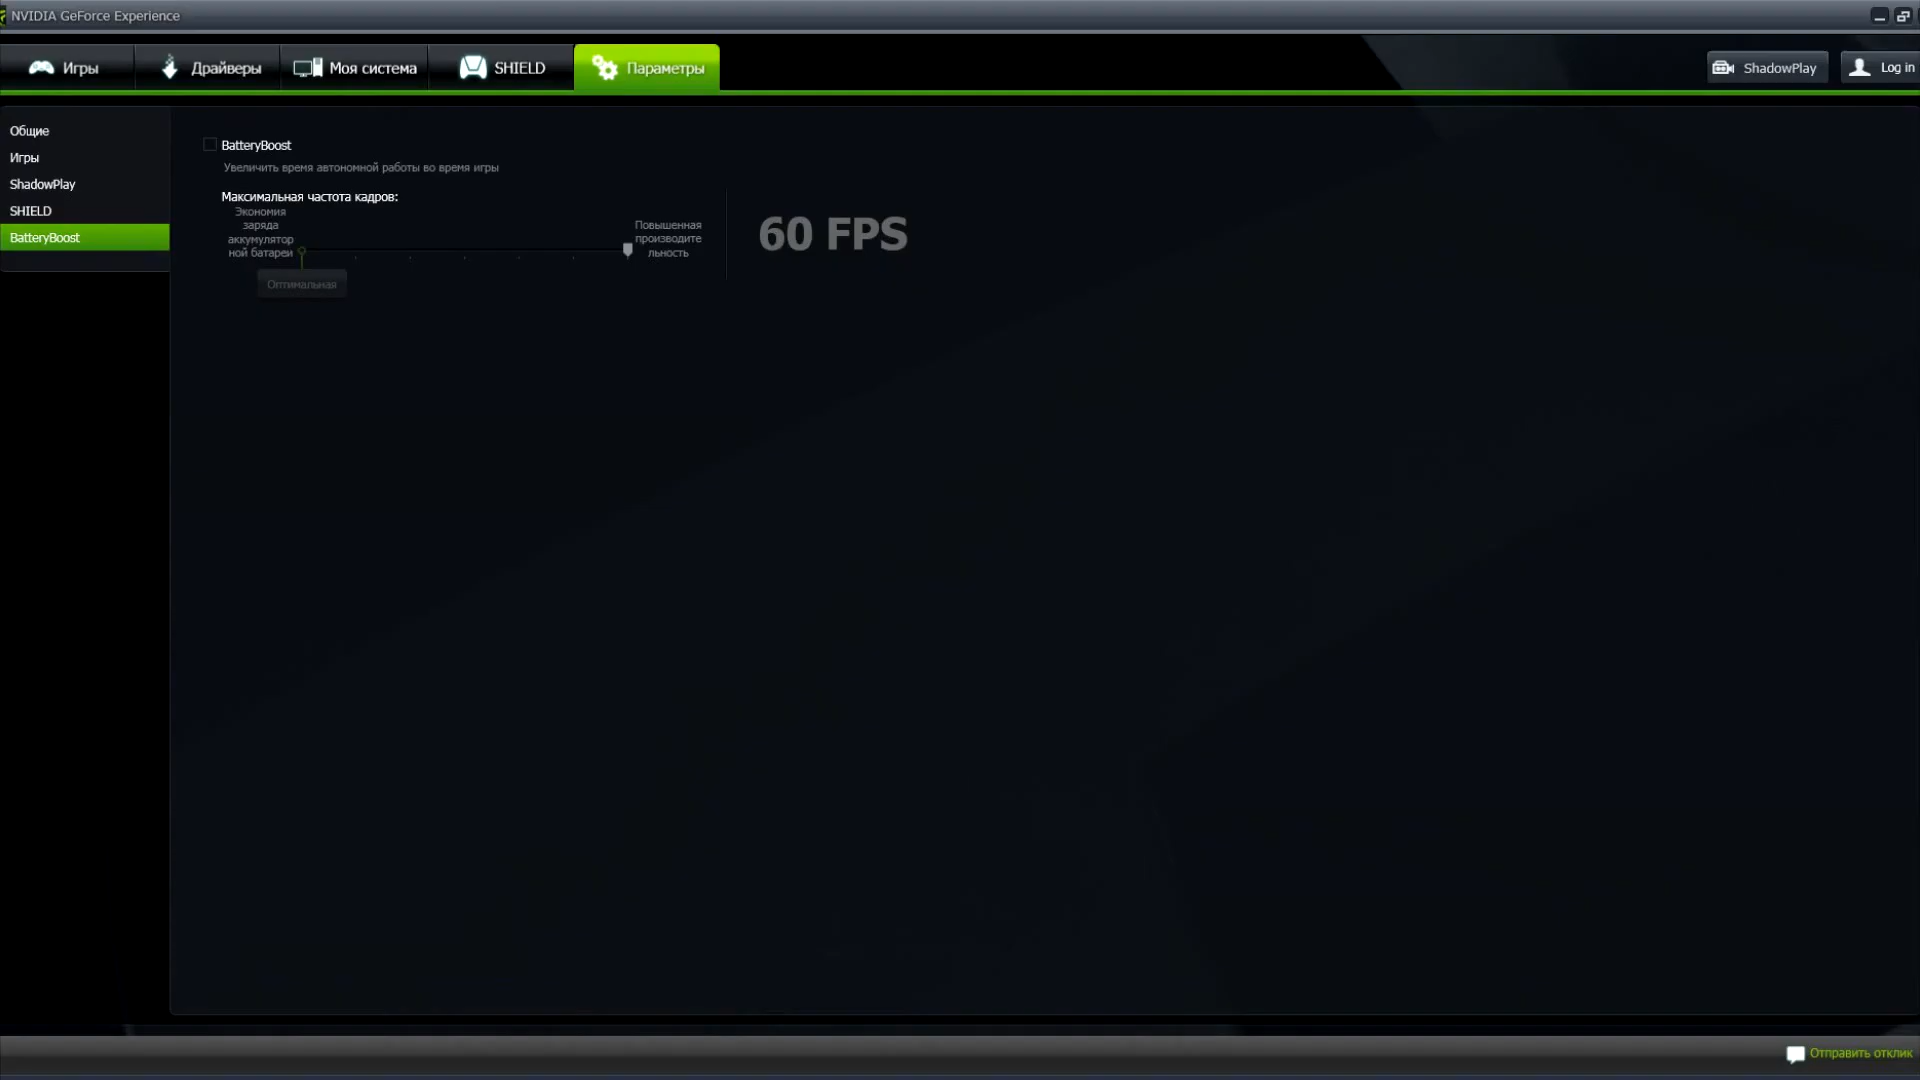 NVIDIA GeForce Experience
Игры
Драйверы
Моя система
SHIELD
Параметры
ShadowPlay
Log in
Общие
Игры
ShadowPlay
SHIELD
BatteryBoost
BatteryBoost
Увеличить время автономной работы во время игры
Максимальная частота кадров:
Экономия
заряда
аккумулятор
ной батареи
Повышенная
производите
льность
60 FPS
Оптимальная
Отправить отклик